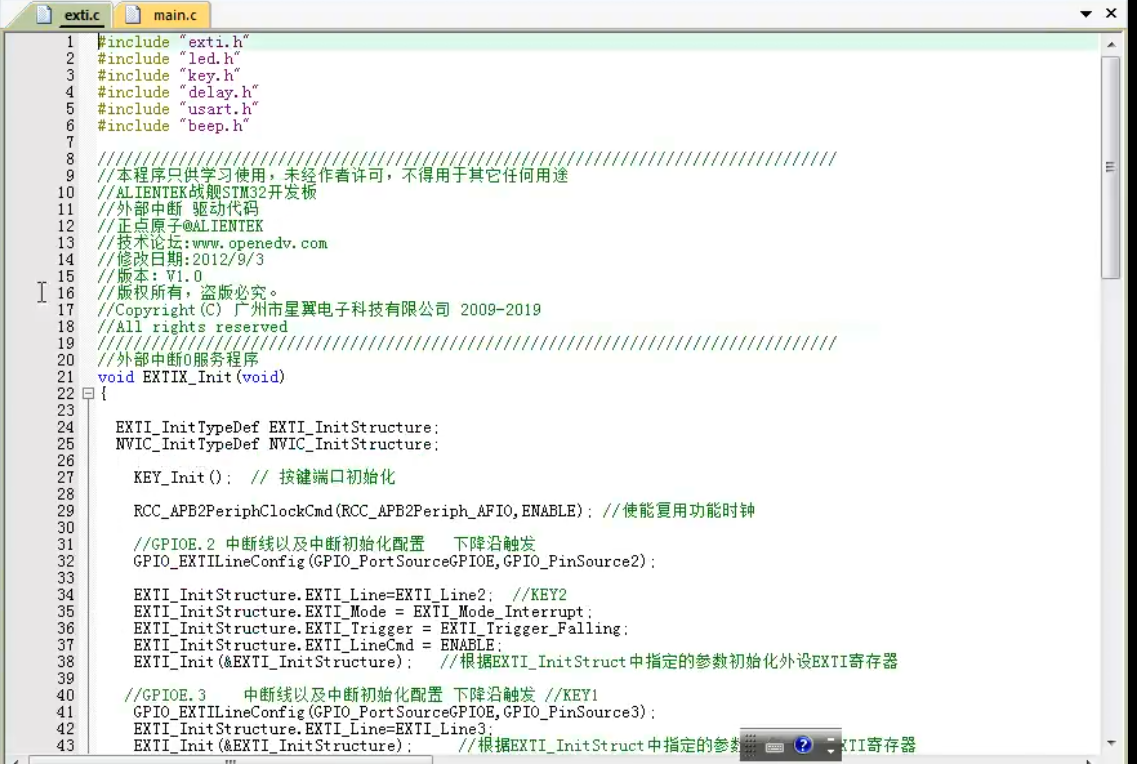 exti.c main.c
1 #include "exti.h"
2 #include "led.h"
3 #include "key.h"
4 #include "delay.h"
5 #include "usart.h"
6 #include "beep.h"
7
8 //////////////////////////////////////////////////////////////////////////////////
9 //本程序只供学习使用，未经作者许可，不得用于其它任何用途
10 //ALIENTEK战舰STM32开发板
11 //外部中断 驱动代码
12 //正点原子@ALIENTEK
13 //技术论坛:www.openedv.com
14 //修改日期:2012/9/3
15 //版本：V1.0
16 //版权所有，盗版必究。
17 //Copyright(C) 广州市星翼电子科技有限公司 2009-2019
18 //All rights reserved
19 //////////////////////////////////////////////////////////////////////////////////
20 //外部中断0服务程序
21 void EXTIX_Init(void)
22 {
23
24 EXTI_InitTypeDef EXTI_InitStructure;
25 NVIC_InitTypeDef NVIC_InitStructure;
26
27 KEY_Init(); // 按键端口初始化
28
29 RCC_APB2PeriphClockCmd(RCC_APB2Periph_AFIO,ENABLE); //使能复用功能时钟
30
31 //GPIOE.2 中断线以及中断初始化配置 下降沿触发
32 GPIO_EXTILineConfig(GPIO_PortSourceGPIOE,GPIO_PinSource2);
33
34 EXTI_InitStructure.EXTI_Line=EXTI_Line2; //KEY2
35 EXTI_InitStructure.EXTI_Mode = EXTI_Mode_Interrupt;
36 EXTI_InitStructure.EXTI_Trigger = EXTI_Trigger_Falling;
37 EXTI_InitStructure.EXTI_LineCmd = ENABLE;
38 EXTI_Init(&EXTI_InitStructure); //根据EXTI_InitStruct中指定的参数初始化外设EXTI寄存器
39
40 //GPIOE.3 中断线以及中断初始化配置 下降沿触发 //KEY1
41 GPIO_EXTILineConfig(GPIO_PortSourceGPIOE,GPIO_PinSource3);
42 EXTI_InitStructure.EXTI_Line=EXTI_Line3;
43 EXTI_Init(&EXTI_InitStructure); //根据EXTI_InitStruct中指定的参 XTI寄存器